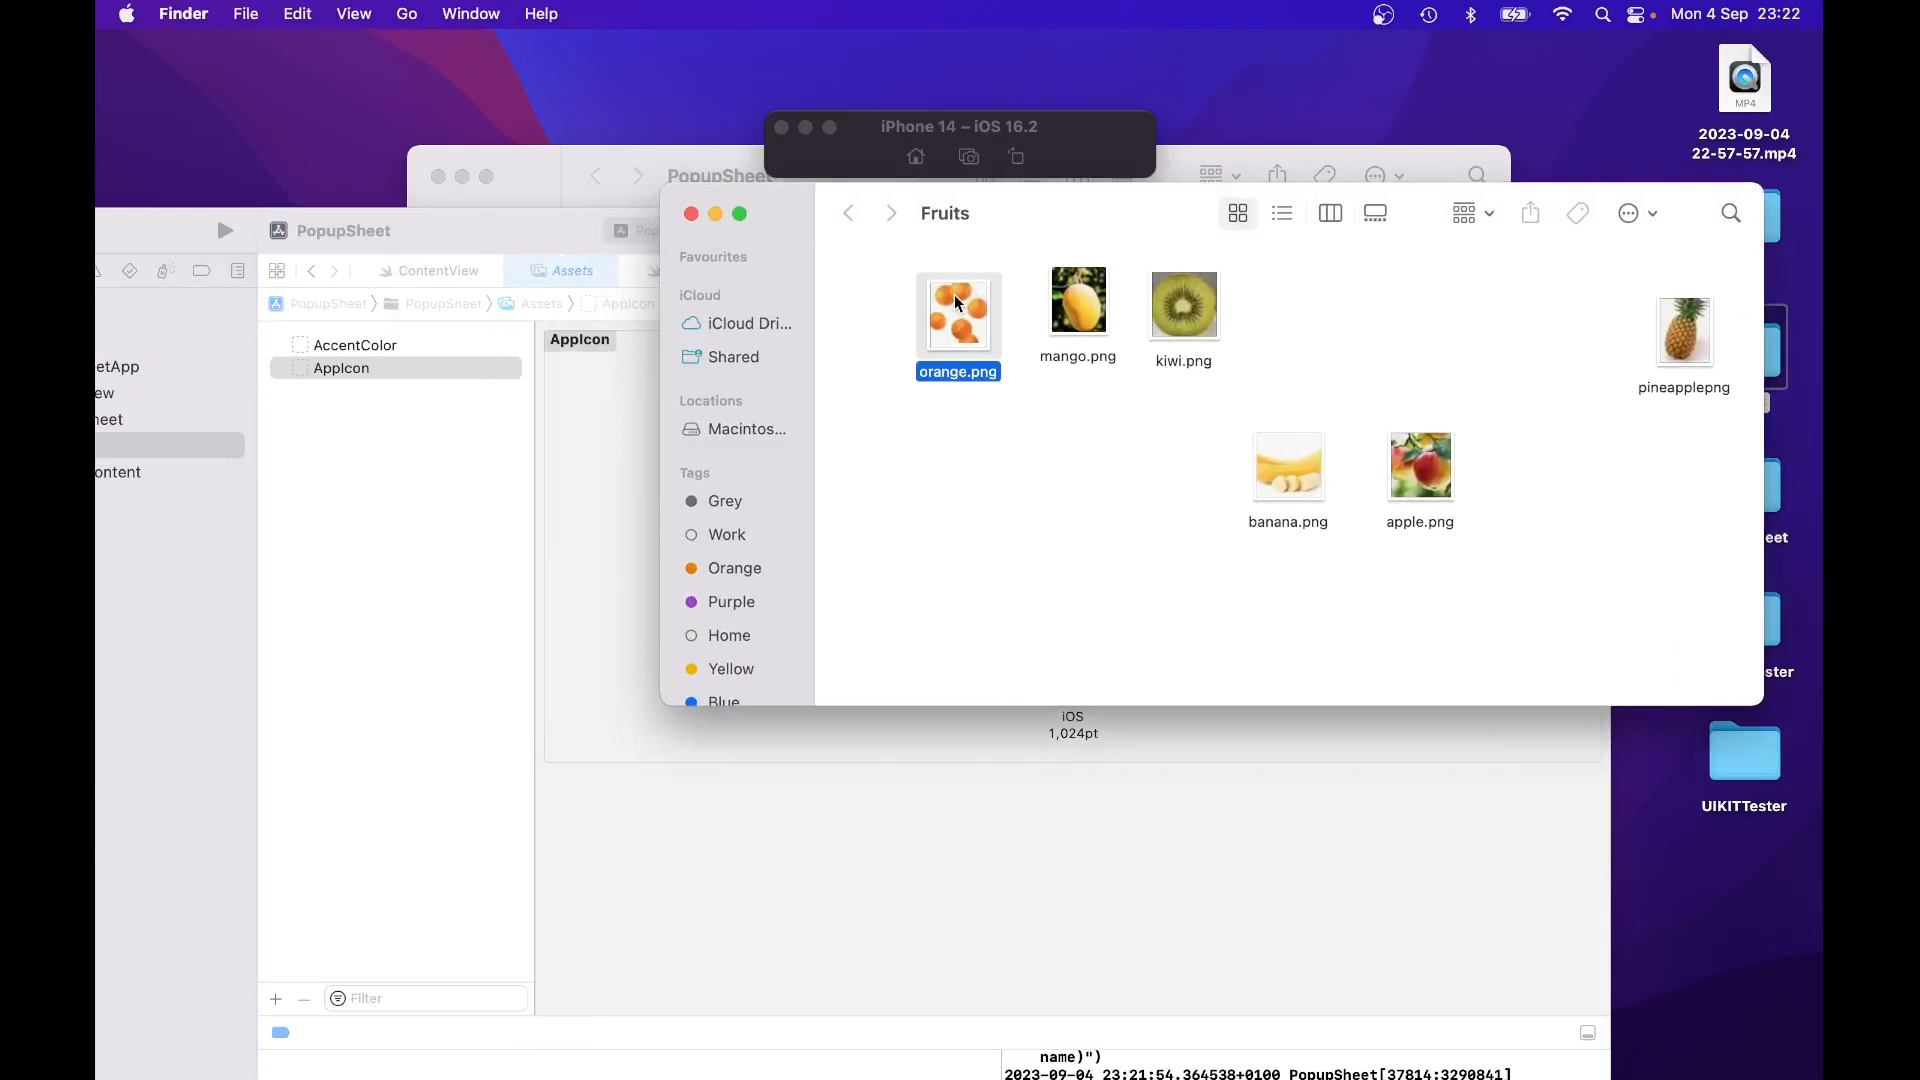 Finder File Edit View Go Window Help Mon 4 Sep 23:22
MP4
2023-09-04
22-57-57.mp4
iPhone 14 – iOS 16.2
PopupSheet
Fruits
Favourites
iCloud
iCloud Dri...
Shared
Locations
Macintos...
Tags
Grey
Work
Orange
Purple
Home
Yellow
Blue
orange.png
mango.png
kiwi.png
pineapplepng
banana.png
apple.png
PopupSheet
Pop
ContentView
Assets
PopupSheet
PopupSheet
Assets
AppIcon
AccentColor
AppIcon
AppIcon
etApp
ew
heet
ontent
iOS
1,024pt
Filter
name)")
2023-09-04 23:21:54.364538+0100 PopupSheet[37814:3290841]
eet
ster
UIKITTester